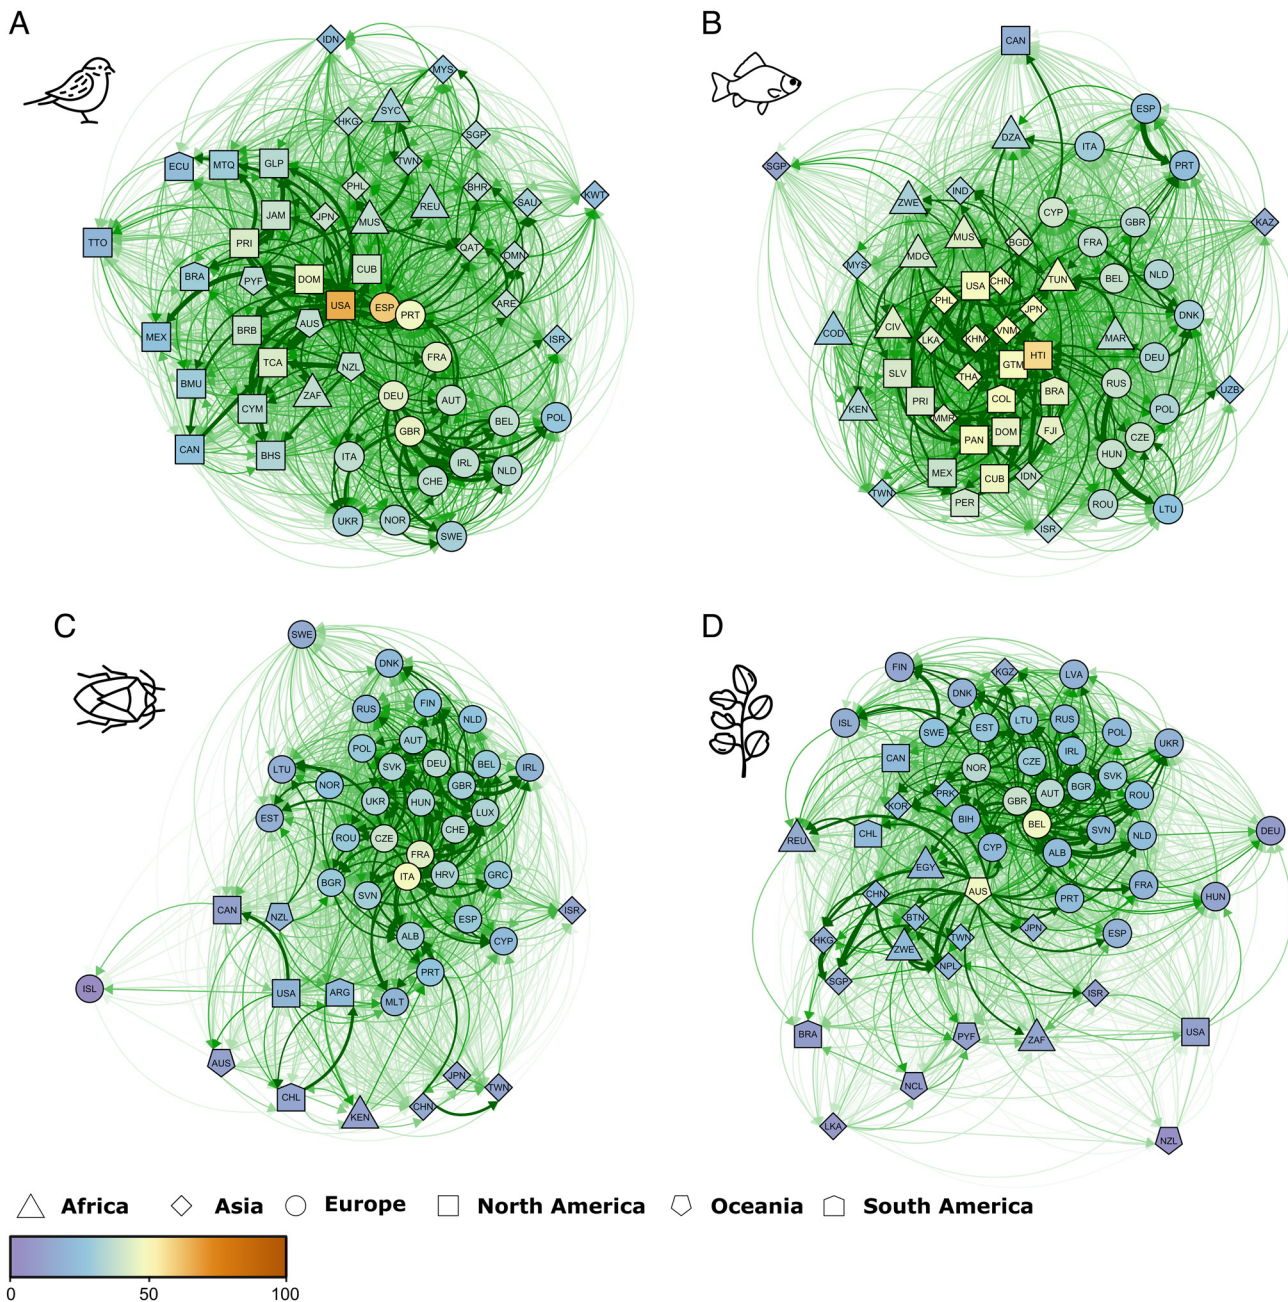 A
B
IDN
MYS
HKG
SYC
SGP
TWN
ECU
MTQ
GLP
PHL
BHR
SAU
KWT
REU
JAM
JPN
MUS
TTO
PRI
QAT
OMN
BRA
PYF
DOM
CUB
USA
ESP
PRT
ARE
MEX
BRB
AUS
ISR
TCA
NZL
FRA
BMU
CYM
ZAF
DEU
AUT
BEL
POL
CAN
BHS
ITA
GBR
CHE
IRL
NLD
UKR
NOR
SWE
CAN
ESP
DZA
ITA
SGP
PRT
ZWE
IND
CYP
GBR
KAZ
MUS
BGD
FRA
MDG
MYS
USA
CHN
TUN
BEL
NLD
PHL
JPN
DNK
COD
CIV
LKA
KHM
VNM
MAR
HTI
GTM
DEU
SLV
THA
RUS
UZB
PRI
COL
BRA
POL
KEN
MMR
DOM
FJI
CZE
PAN
HUN
MEX
CUB
IDN
TWN
PER
ROU
LTU
ISR
C
D
SWE
DNK
RUS
FIN
NLD
POL
AUT
LTU
SVK
DEU
BEL
IRL
NOR
GBR
EST
UKR
HUN
LUX
ROU
CZE
CHE
FRA
BGR
ITA
HRV
GRC
SVN
CAN
NZL
ESP
ISR
ALB
CYP
PRT
ISL
USA
ARG
MLT
AUS
JPN
CHL
KEN
CHN
TWN
FIN
KGZ
LVA
DNK
ISL
SWE
EST
LTU
RUS
POL
UKR
CAN
NOR
CZE
IRL
SVK
KOR
PRK
GBR
AUT
BGR
ROU
REU
CHL
BIH
BEL
SVN
NLD
DEU
CYP
ALB
EGY
AUS
FRA
CHN
PRT
HUN
HKG
BTN
ZWE
TWN
JPN
ESP
SGP
NPL
ISR
BRA
PYF
ZAF
USA
NCL
LKA
NZL
Africa
Asia
Europe
North America
Oceania
South America
0
50
100